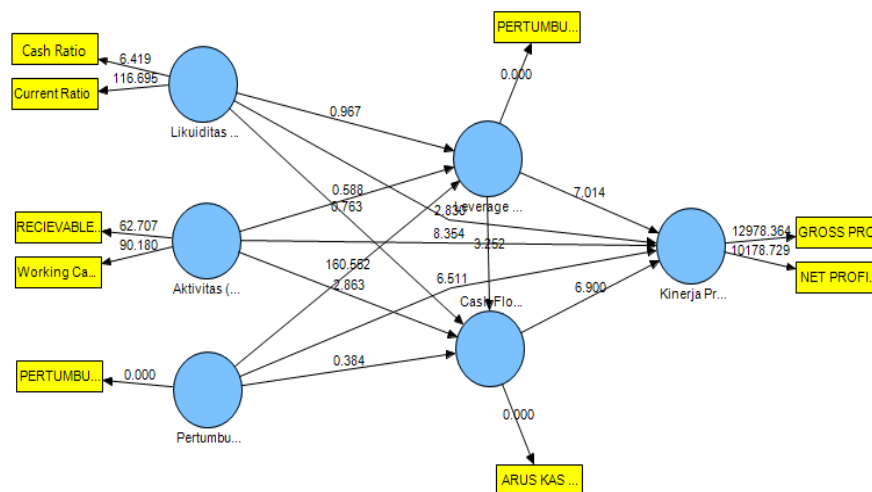 PERTUMBU...
Cash Ratio
6.419
116.695
Current Ratio
Likuiditas ...
0.000
0.967
Leverage ...
7.014
0.588
0.763
2.830
RECIEVABLE...
62.707
90.180
Working Ca...
Aktivitas (...
8.354
3.252
12978.364
GROSS PRO
10178.729
NET PROFI...
Kinerja Pr...
160.552
2.863
6.511
Cash Flo...
6.900
PERTUMBU...
0.000
0.384
Pertumbu...
0.000
ARUS KAS ...